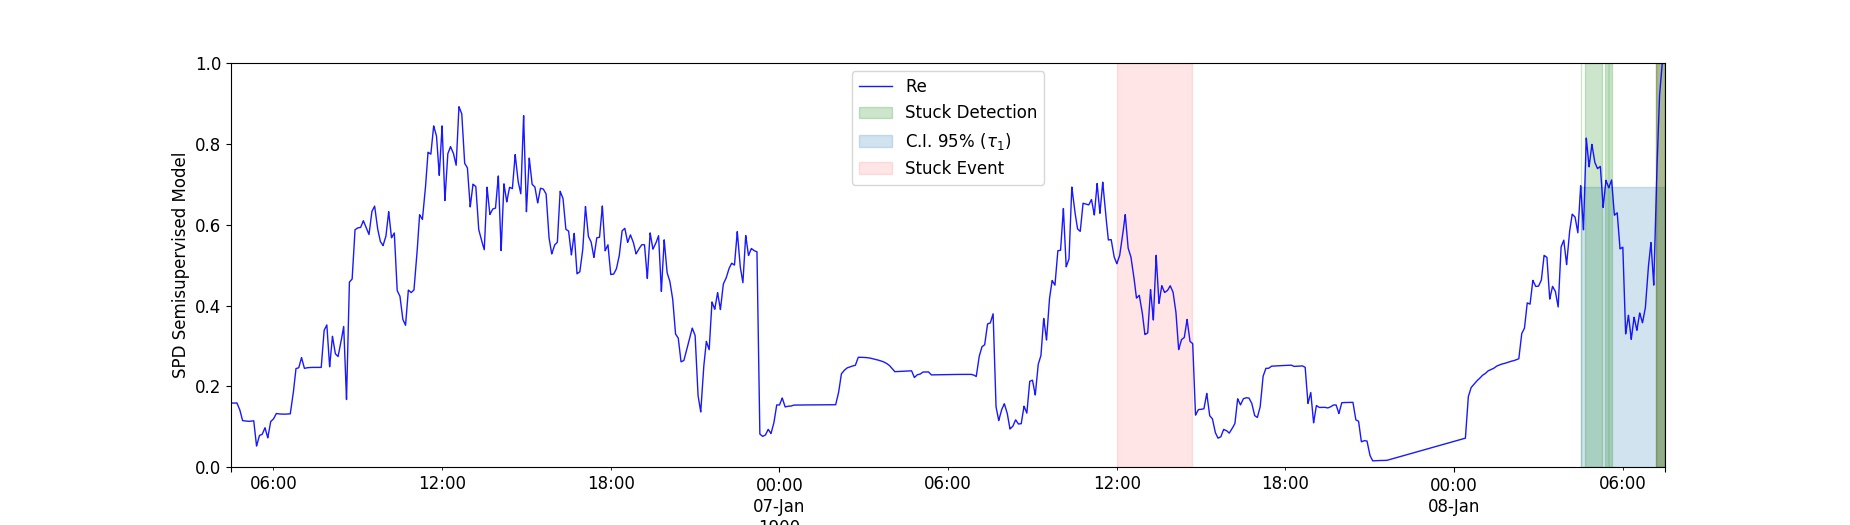 1.0
0.8
0.6
0.4
0.2
0.0
SPD Semisupervised Model
Re
Stuck Detection
C.I. 95% (τ₁)
Stuck Event
06:00 12:00 18:00 00:00 06:00 12:00 18:00 00:00 06:00
07-Jan 08-Jan
1900